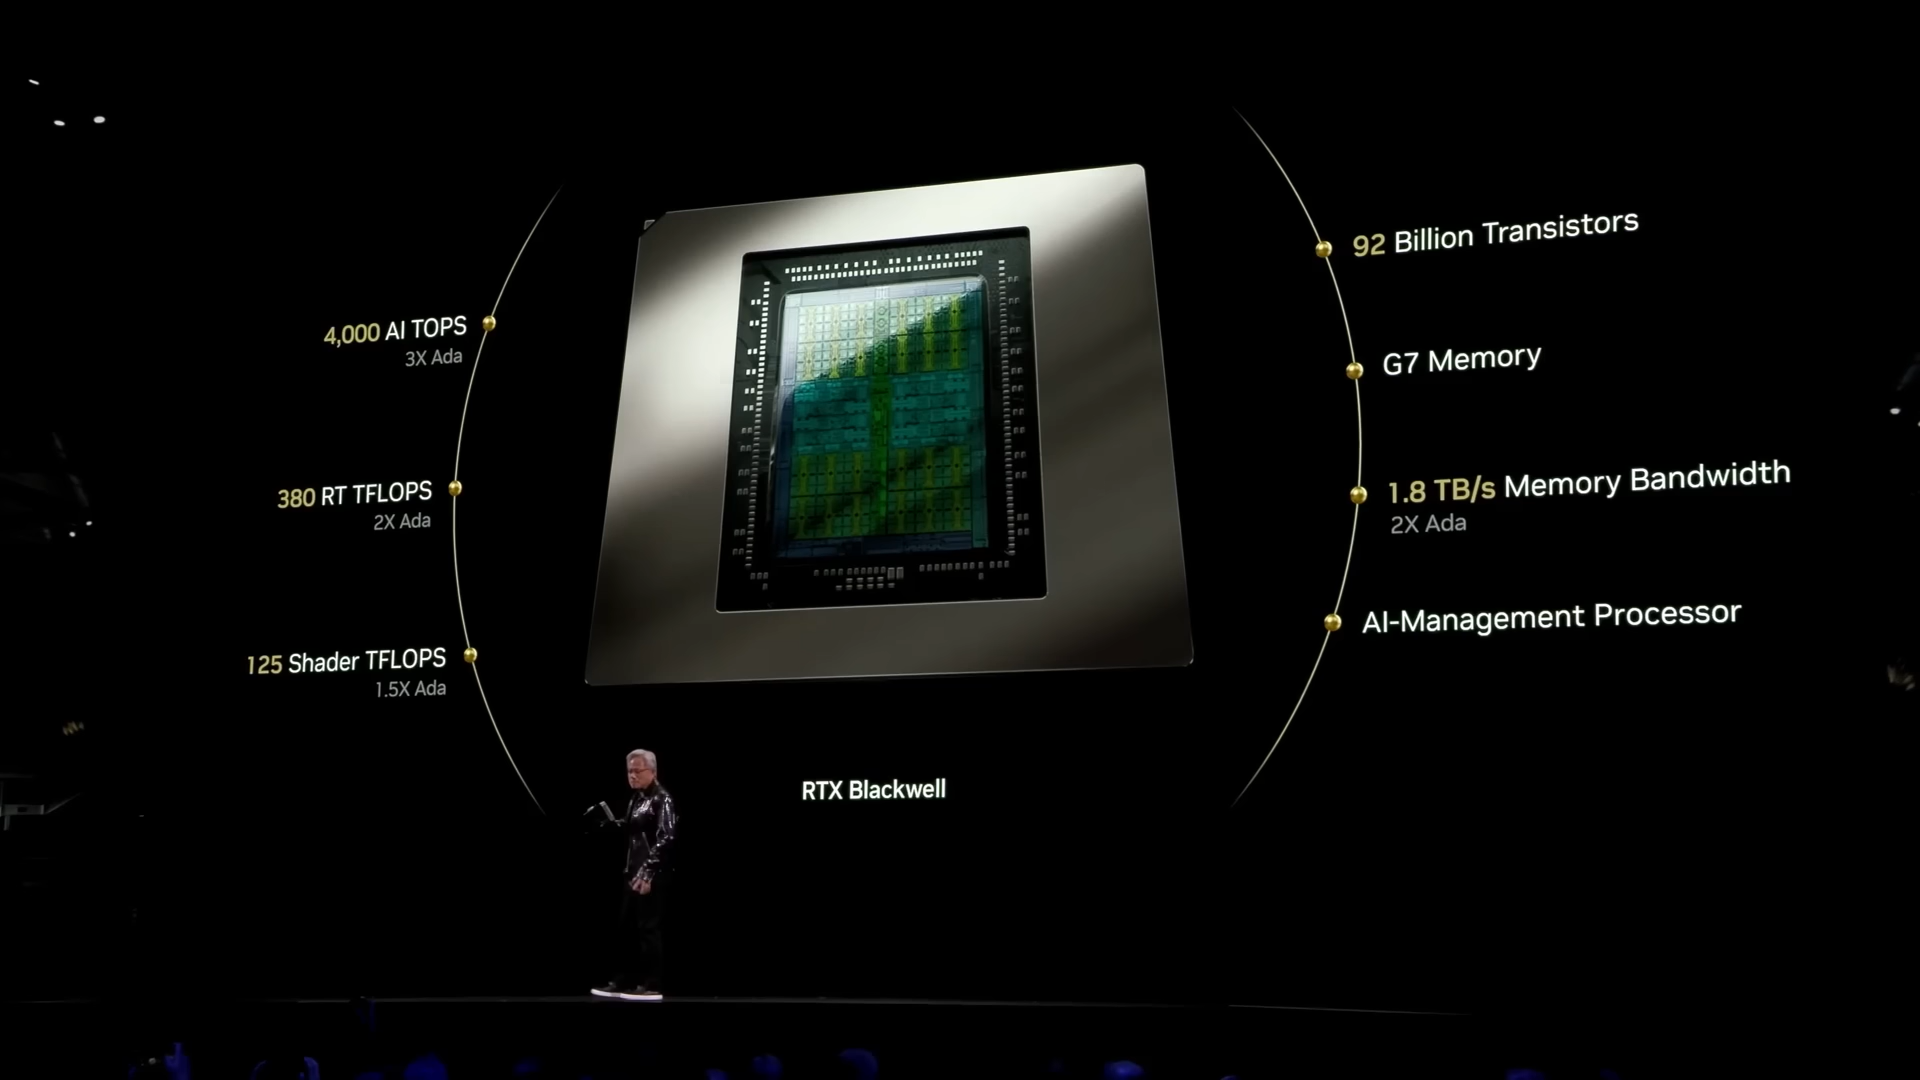 4,000 AI TOPS
3X Ada
380 RT TFLOPS
2X Ada
125 Shader TFLOPS
1.5X Ada
92 Billion Transistors
G7 Memory
1.8 TB/s Memory Bandwidth
2X Ada
AI-Management Processor
RTX Blackwell